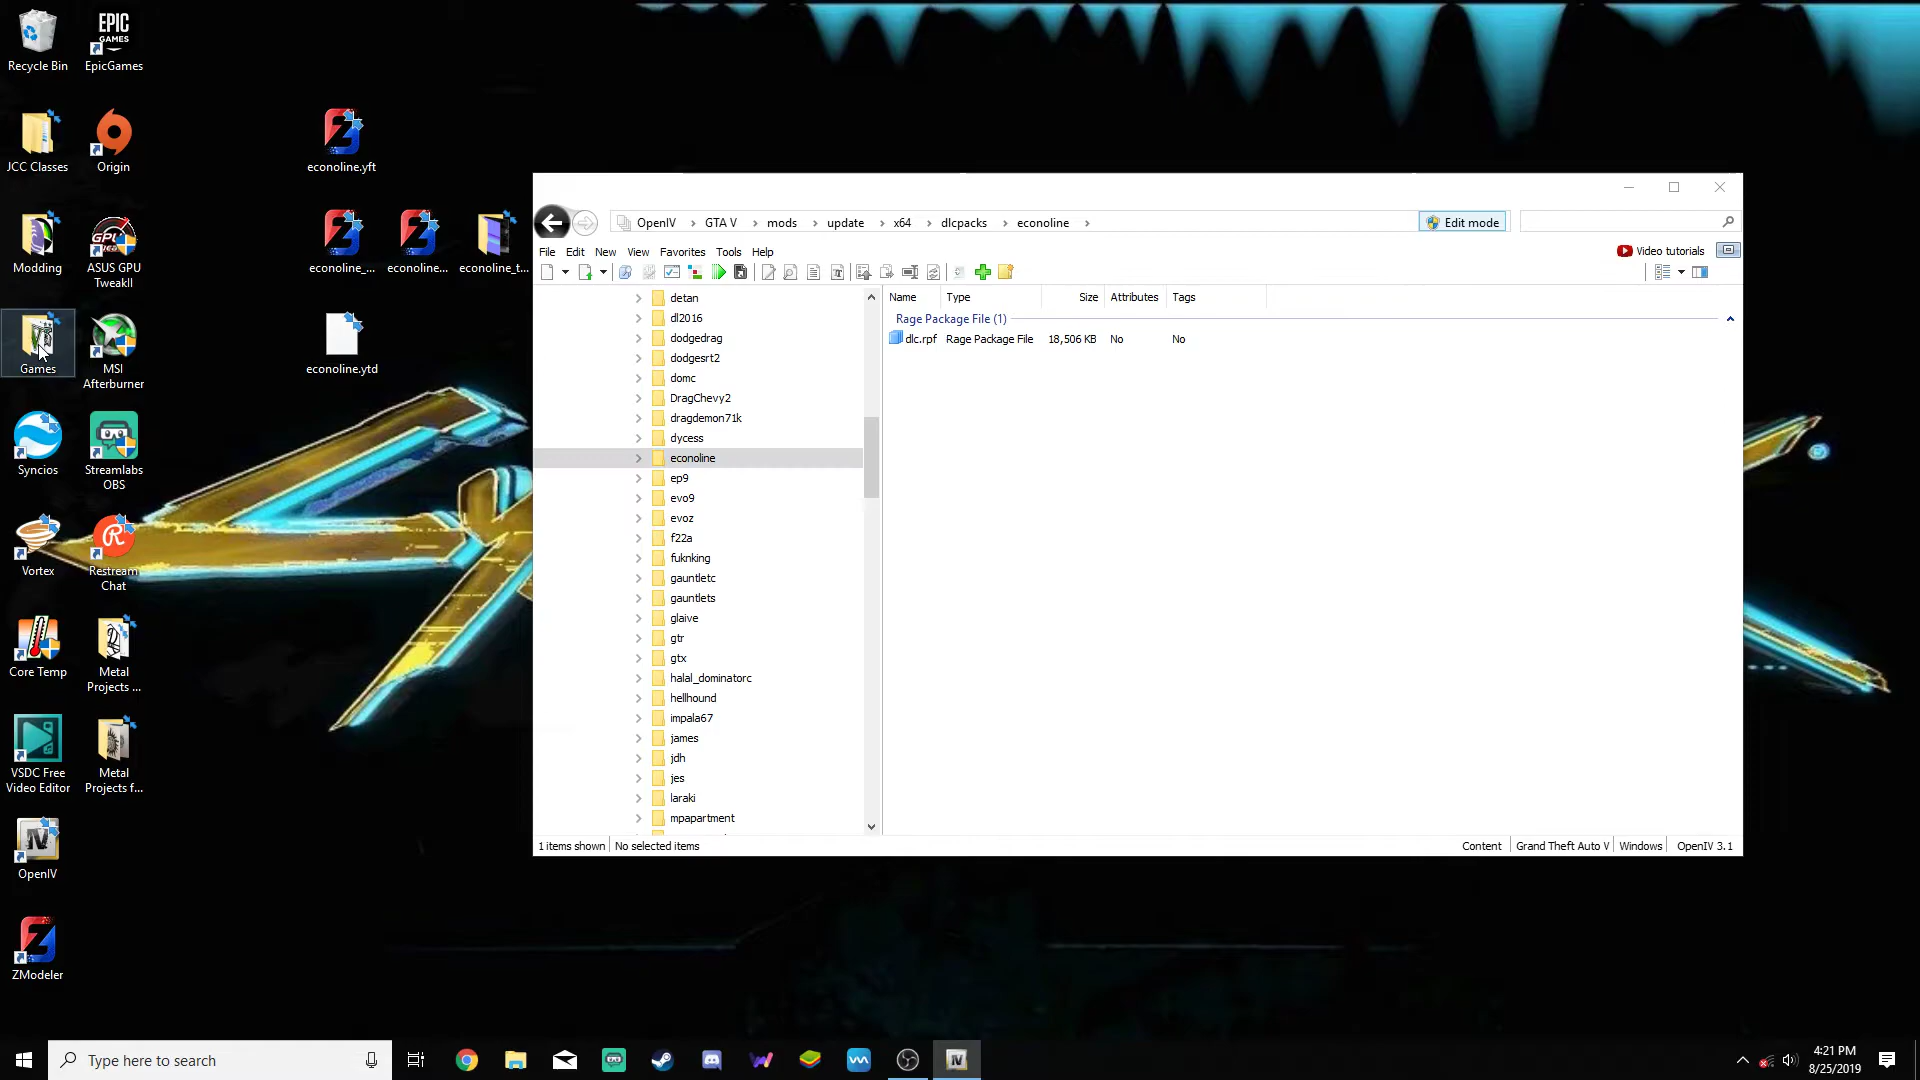 Recycle Bin
EPIC
GAMES
EpicGames
JCC Classes
Origin
Modding
ASUS GPU
TweakII
Games
MSI
Afterburner
Syncios
Streamlabs
OBS
Vortex
Restream
Chat
Core Temp
Metal
Projects ...
VSDC Free
Video Editor
Metal
Projects f...
OpenIV
ZModeler
econoline.yft
econoline_...
econoline...
econoline_t...
econoline.ytd
OpenIV
GTA V
mods
update
x64
dlcpacks
econoline
Edit mode
File
Edit
New
View
Favorites
Tools
Help
Video tutorials
detan
dl2016
dodgedrag
dodgesrt2
domc
DragChevy2
dragdemon71k
dycess
econoline
ep9
evo9
evoz
f22a
fuknking
gauntletc
gauntlets
glaive
gtr
gtx
halal_dominatorc
hellhound
impala67
james
jdh
jes
laraki
mpapartment
Name
Type
Size
Attributes
Tags
Rage Package File (1)
dlc.rpf
Rage Package File
18,506 KB
No
No
1 items shown
No selected items
Content
Grand Theft Auto V
Windows
OpenIV 3.1
Type here to search
4:21 PM
8/25/2019